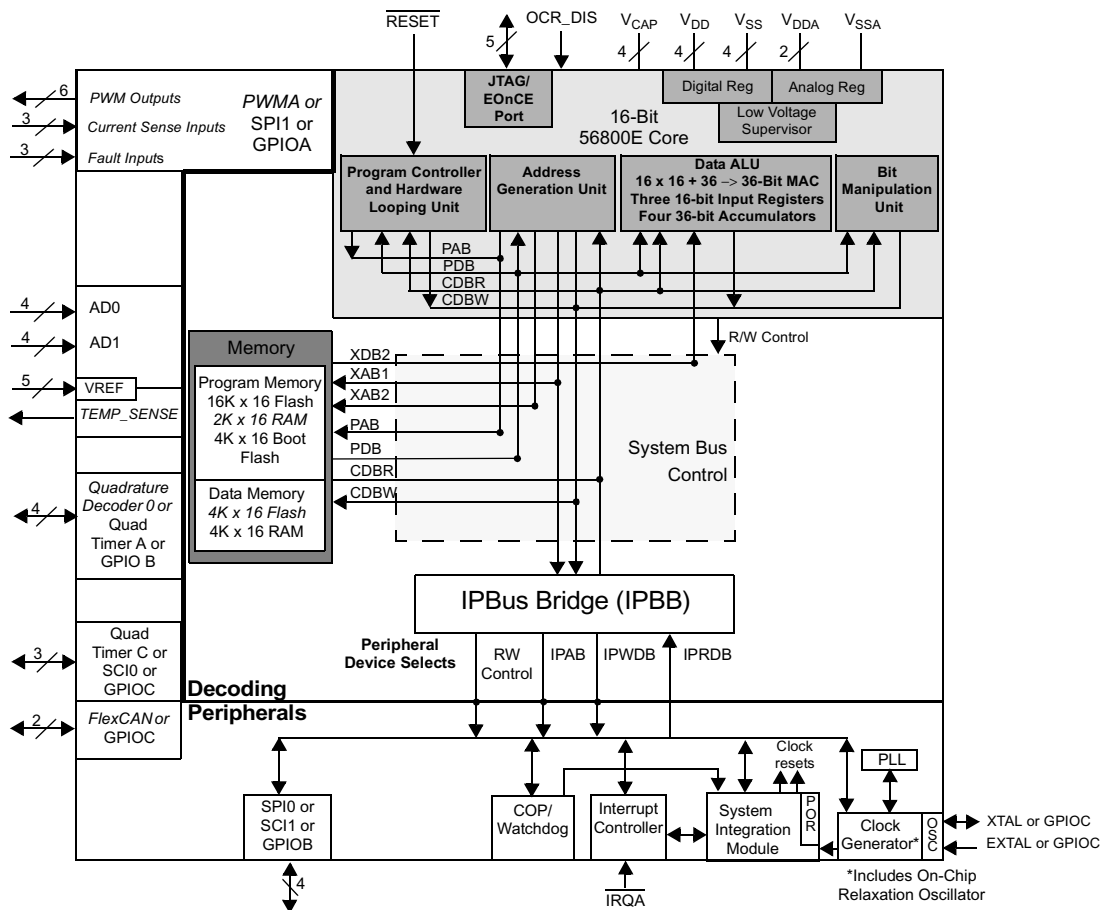 RESET
5
OCR_DIS
VCAP
4
VDD
4
VSS
4
VDDA
2
VSSA
6
PWM Outputs
3
Current Sense Inputs
3
Fault Inputs
PWMA or
SPI1 or
GPIOA
JTAG/
EOnCE
Port
Digital Reg
Analog Reg
Low Voltage
Supervisor
16-Bit
56800E Core
Program Controller
and Hardware
Looping Unit
Address
Generation Unit
Data ALU
16 x 16 + 36 -> 36-Bit MAC
Three 16-bit Input Registers
Four 36-bit Accumulators
Bit
Manipulation
Unit
PAB
PDB
CDBR
CDBW
4
AD0
4
AD1
5
VREF
TEMP_SENSE
Memory
Program Memory
16K x 16 Flash
2K x 16 RAM
4K x 16 Boot
Flash
Data Memory
4K x 16 Flash
4K x 16 RAM
XDB2
XAB1
XAB2
PAB
PDB
CDBR
CDBW
R/W Control
System Bus
Control
4
Quadrature
Decoder 0 or
Quad
Timer A or
GPIO B
IPBus Bridge (IPBB)
3
Quad
Timer C or
SCI0 or
GPIOC
Peripheral
Device Selects
RW
Control
IPAB
IPWDB
IPRDB
Decoding
Peripherals
2
FlexCAN or
GPIOC
Clock
resets
PLL
SPI0 or
SCI1 or
GPIOB
4
COP/
Watchdog
Interrupt
Controller
IRQA
System
Integration
Module
POR
Clock
Generator*
OSC
XTAL or GPIOC
EXTAL or GPIOC
*Includes On-Chip
Relaxation Oscillator